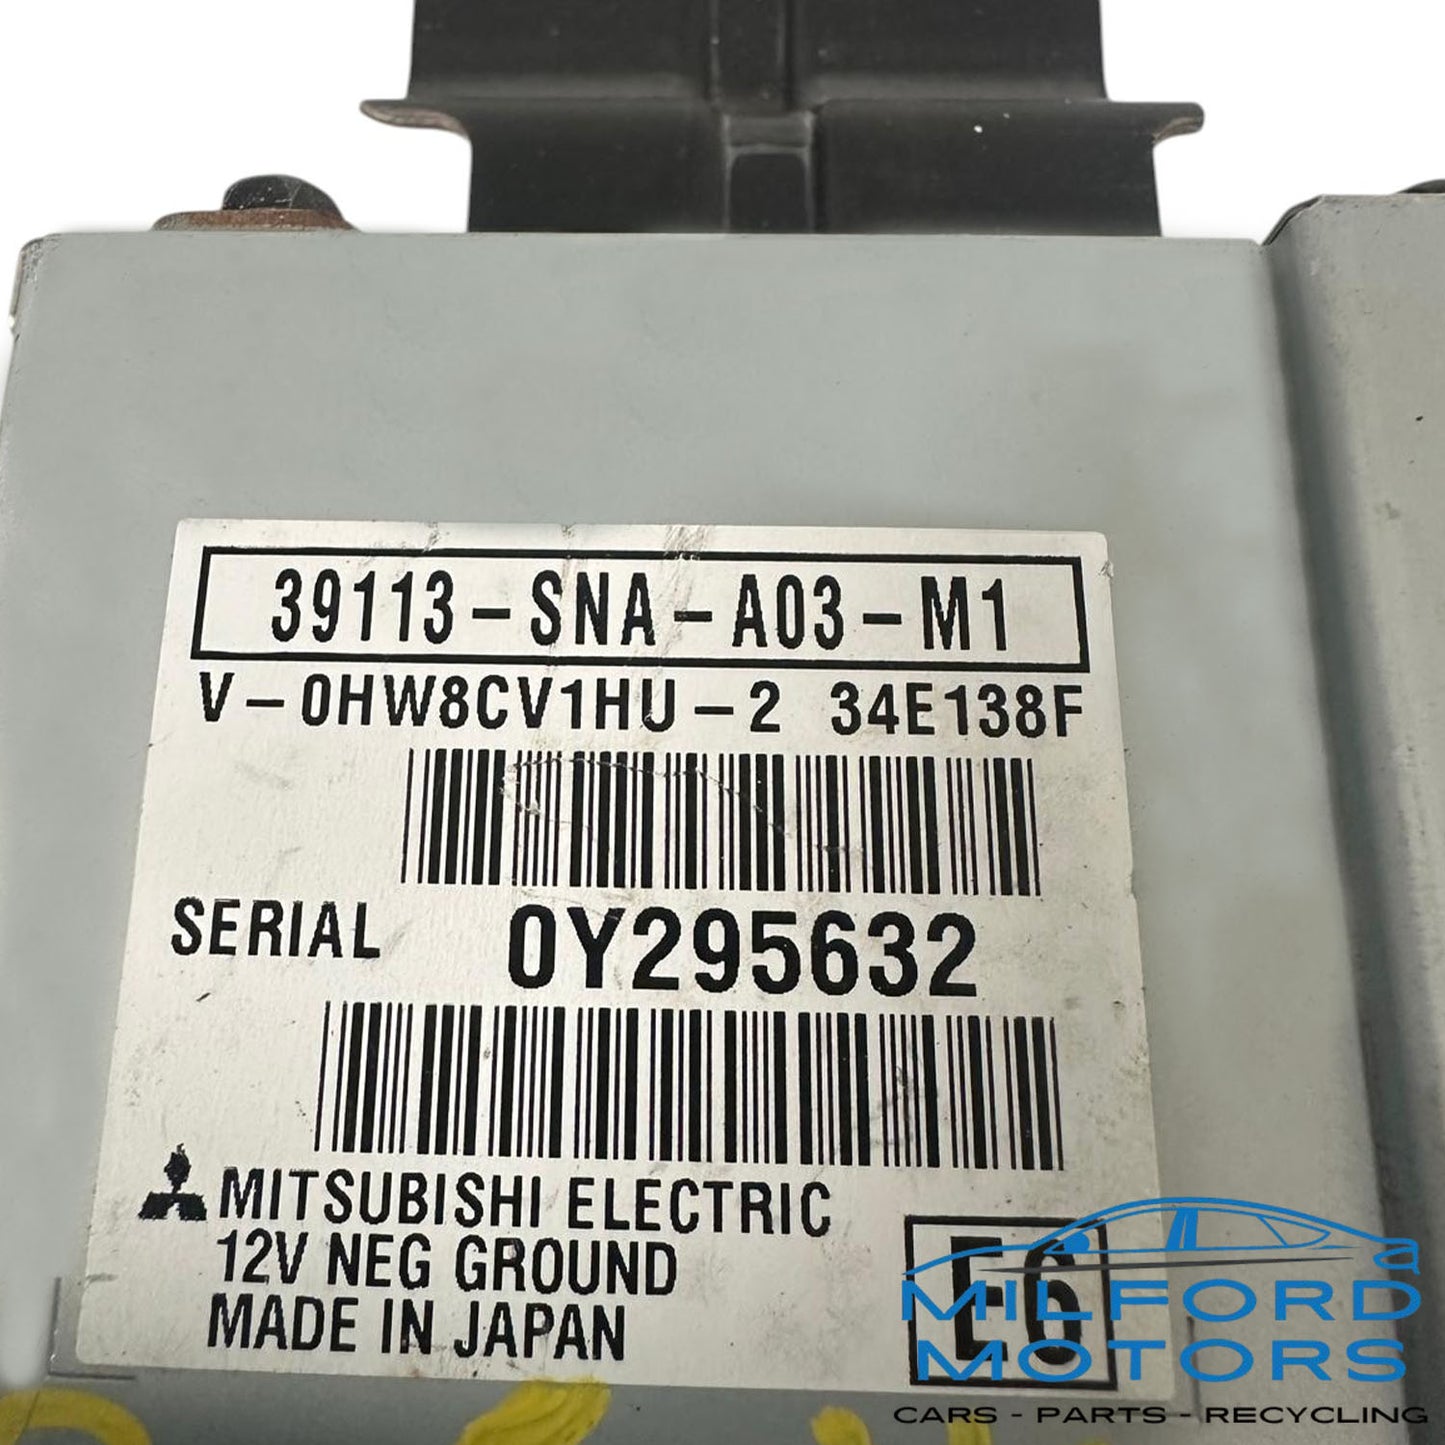 39113-SNA-A03-M1
V-0HW8CV1HU-2 34E138F
SERIAL 0Y295632
MITSUBISHI ELECTRIC
12V NEG GROUND
MADE IN JAPAN
MILFORD
MOTORS
CARS - PARTS - RECYCLING